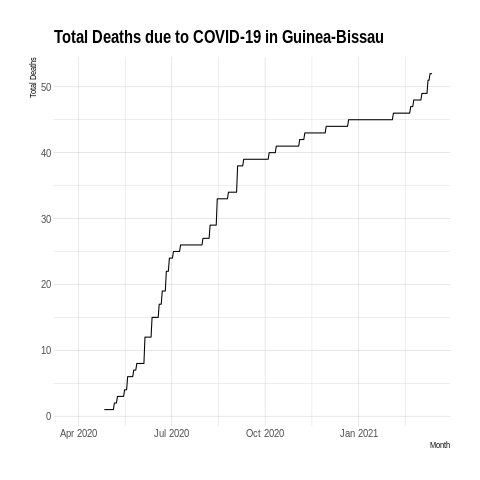 Total Deaths due to COVID-19 in Guinea-Bissau
Total Deaths
50
40
30
20
10
0
Apr 2020 Jul 2020 Oct 2020 Jan 2021
Month